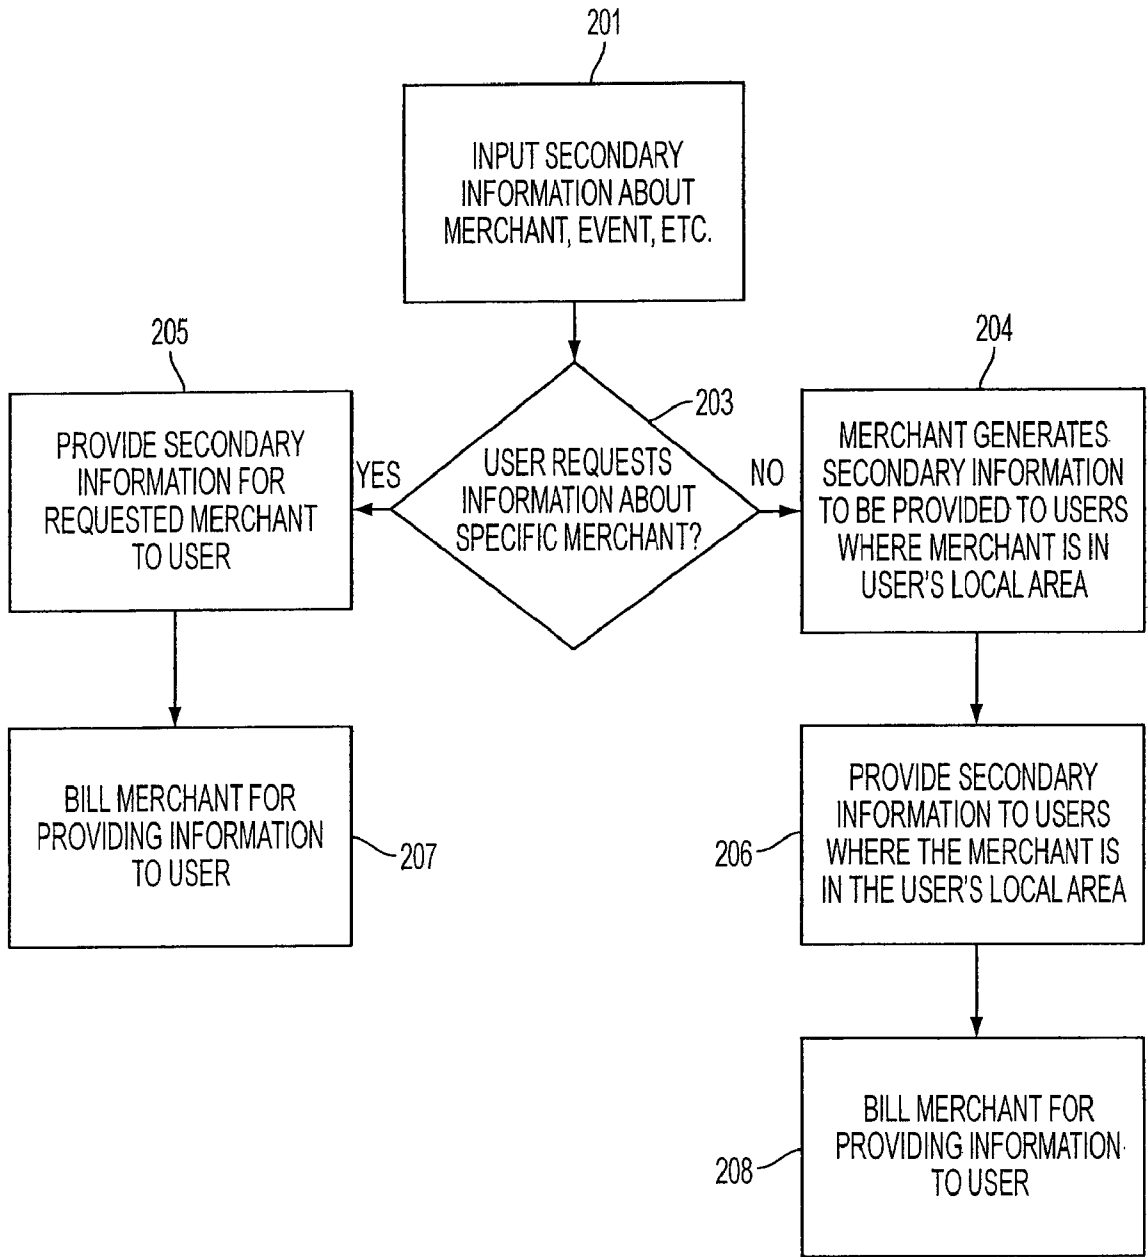 201
INPUT SECONDARY
INFORMATION ABOUT
MERCHANT, EVENT, ETC.
203
USER REQUESTS
INFORMATION ABOUT
SPECIFIC MERCHANT?
YES
NO
205
PROVIDE SECONDARY
INFORMATION FOR
REQUESTED MERCHANT
TO USER
207
BILL MERCHANT FOR
PROVIDING INFORMATION
TO USER
204
MERCHANT GENERATES
SECONDARY INFORMATION
TO BE PROVIDED TO USERS
WHERE MERCHANT IS IN
USER'S LOCAL AREA
206
PROVIDE SECONDARY
INFORMATION TO USERS
WHERE THE MERCHANT IS
IN THE USER'S LOCAL AREA
208
BILL MERCHANT FOR
PROVIDING INFORMATION
TO USER